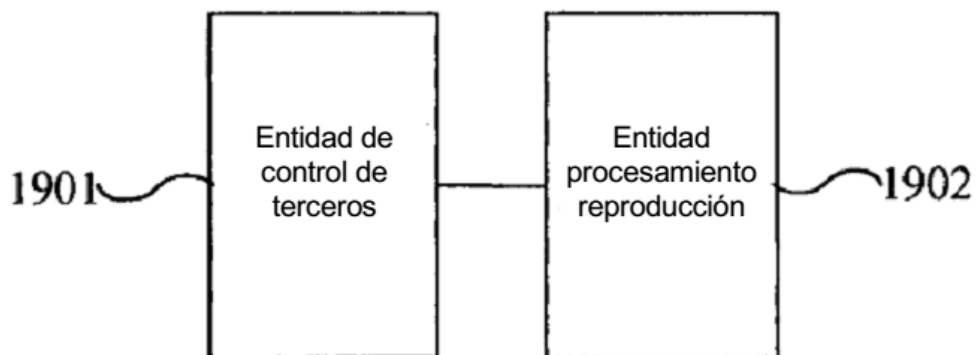 Entidad de
control de
terceros
Entidad
procesamiento
reproducción
1901
1902